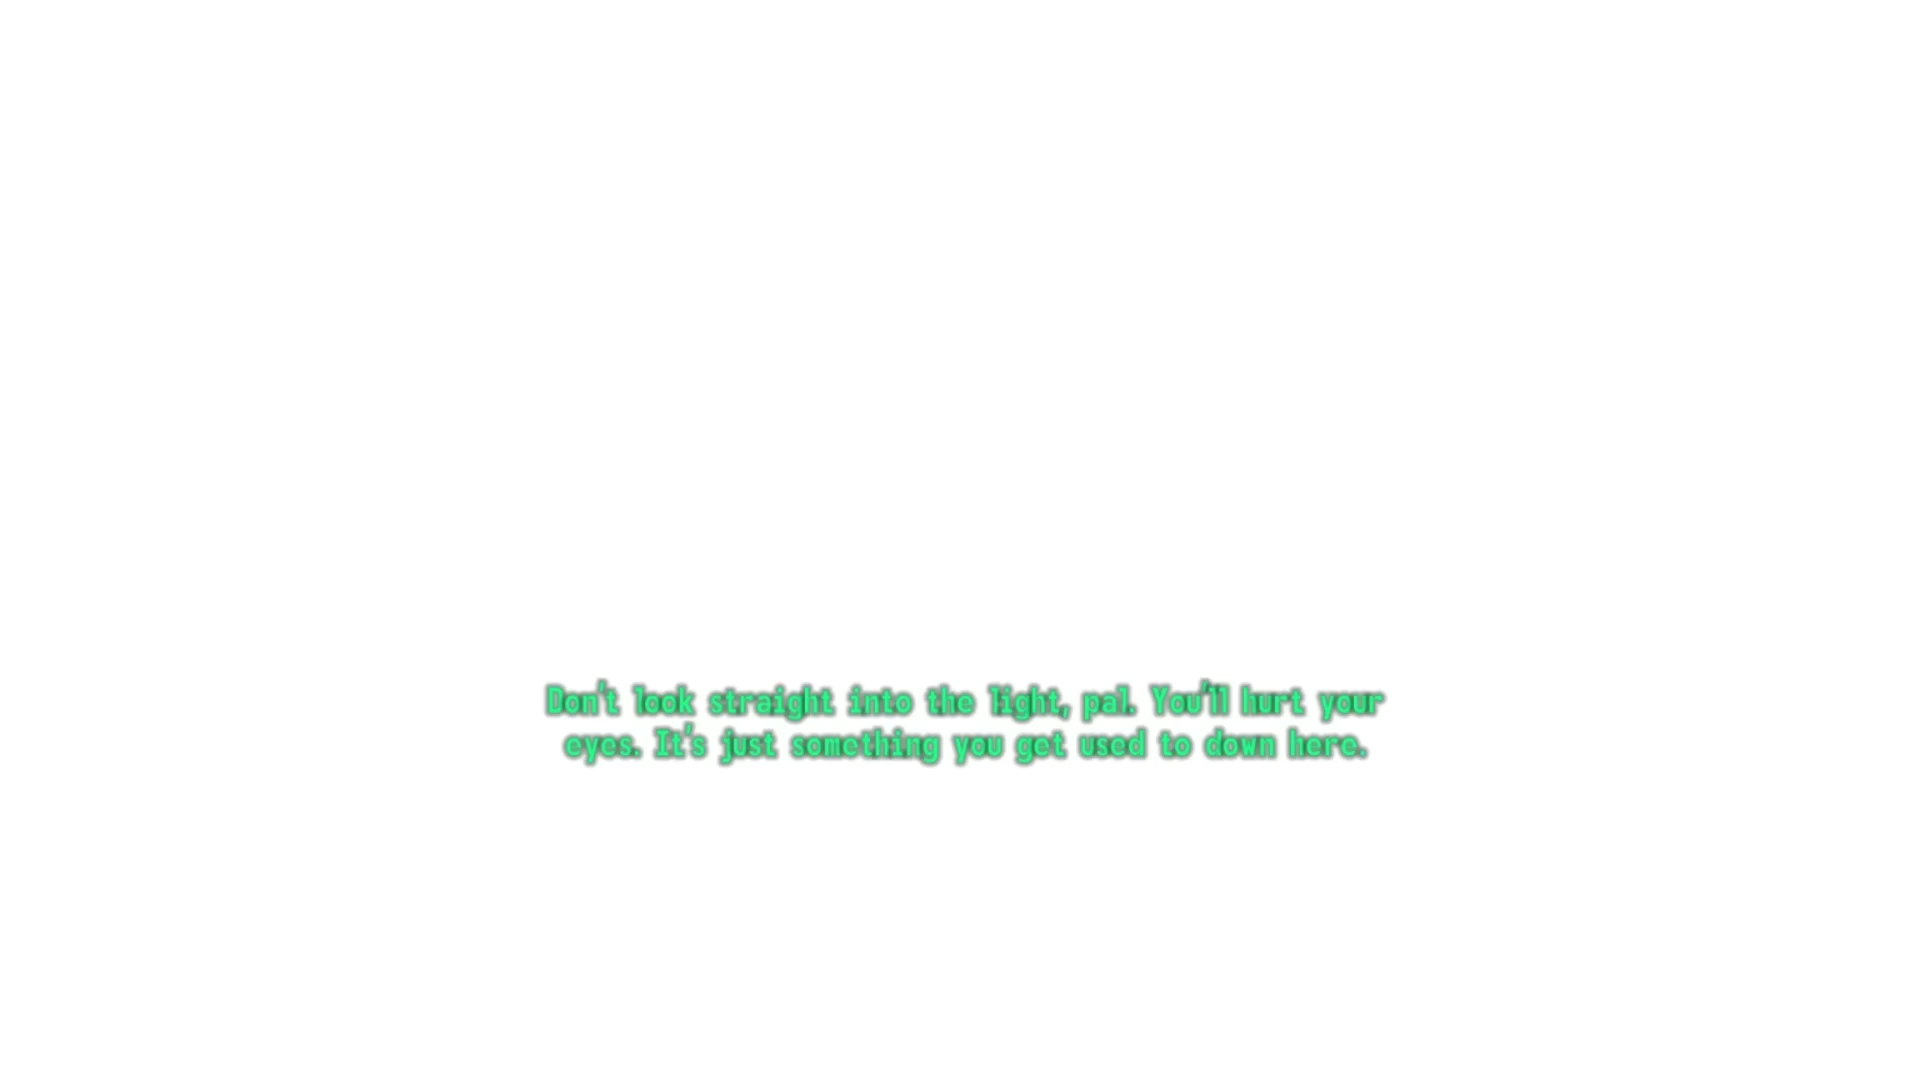 Don't look straight into the light, pal. You'll hurt your
eyes. It's just something you get used to down here.